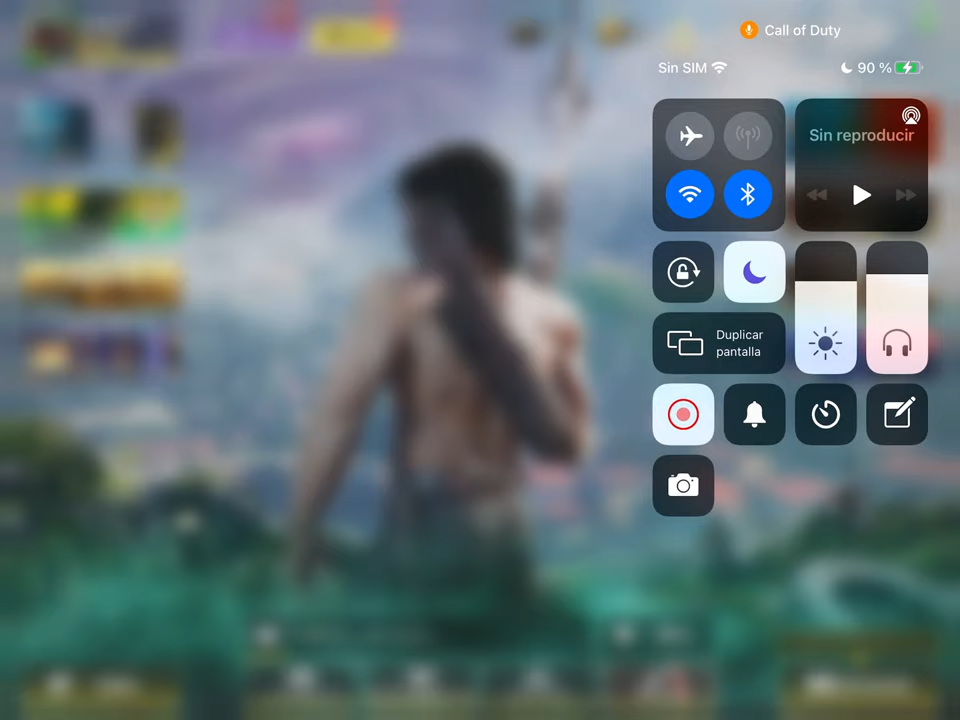 Call of Duty
Sin SIM
90 %
Sin reproducir
Duplicar
pantalla